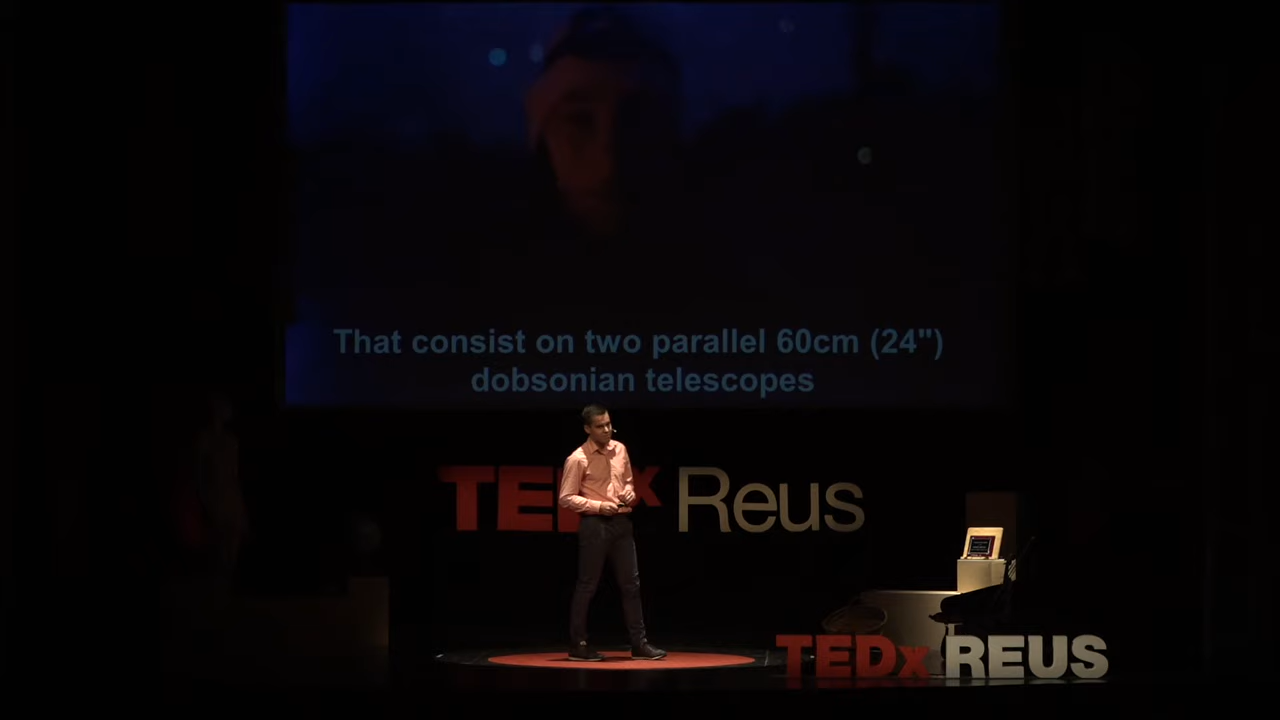 That consist on two parallel 60cm (24")
dobsonian telescopes
TEDx Reus
TEDx REUS